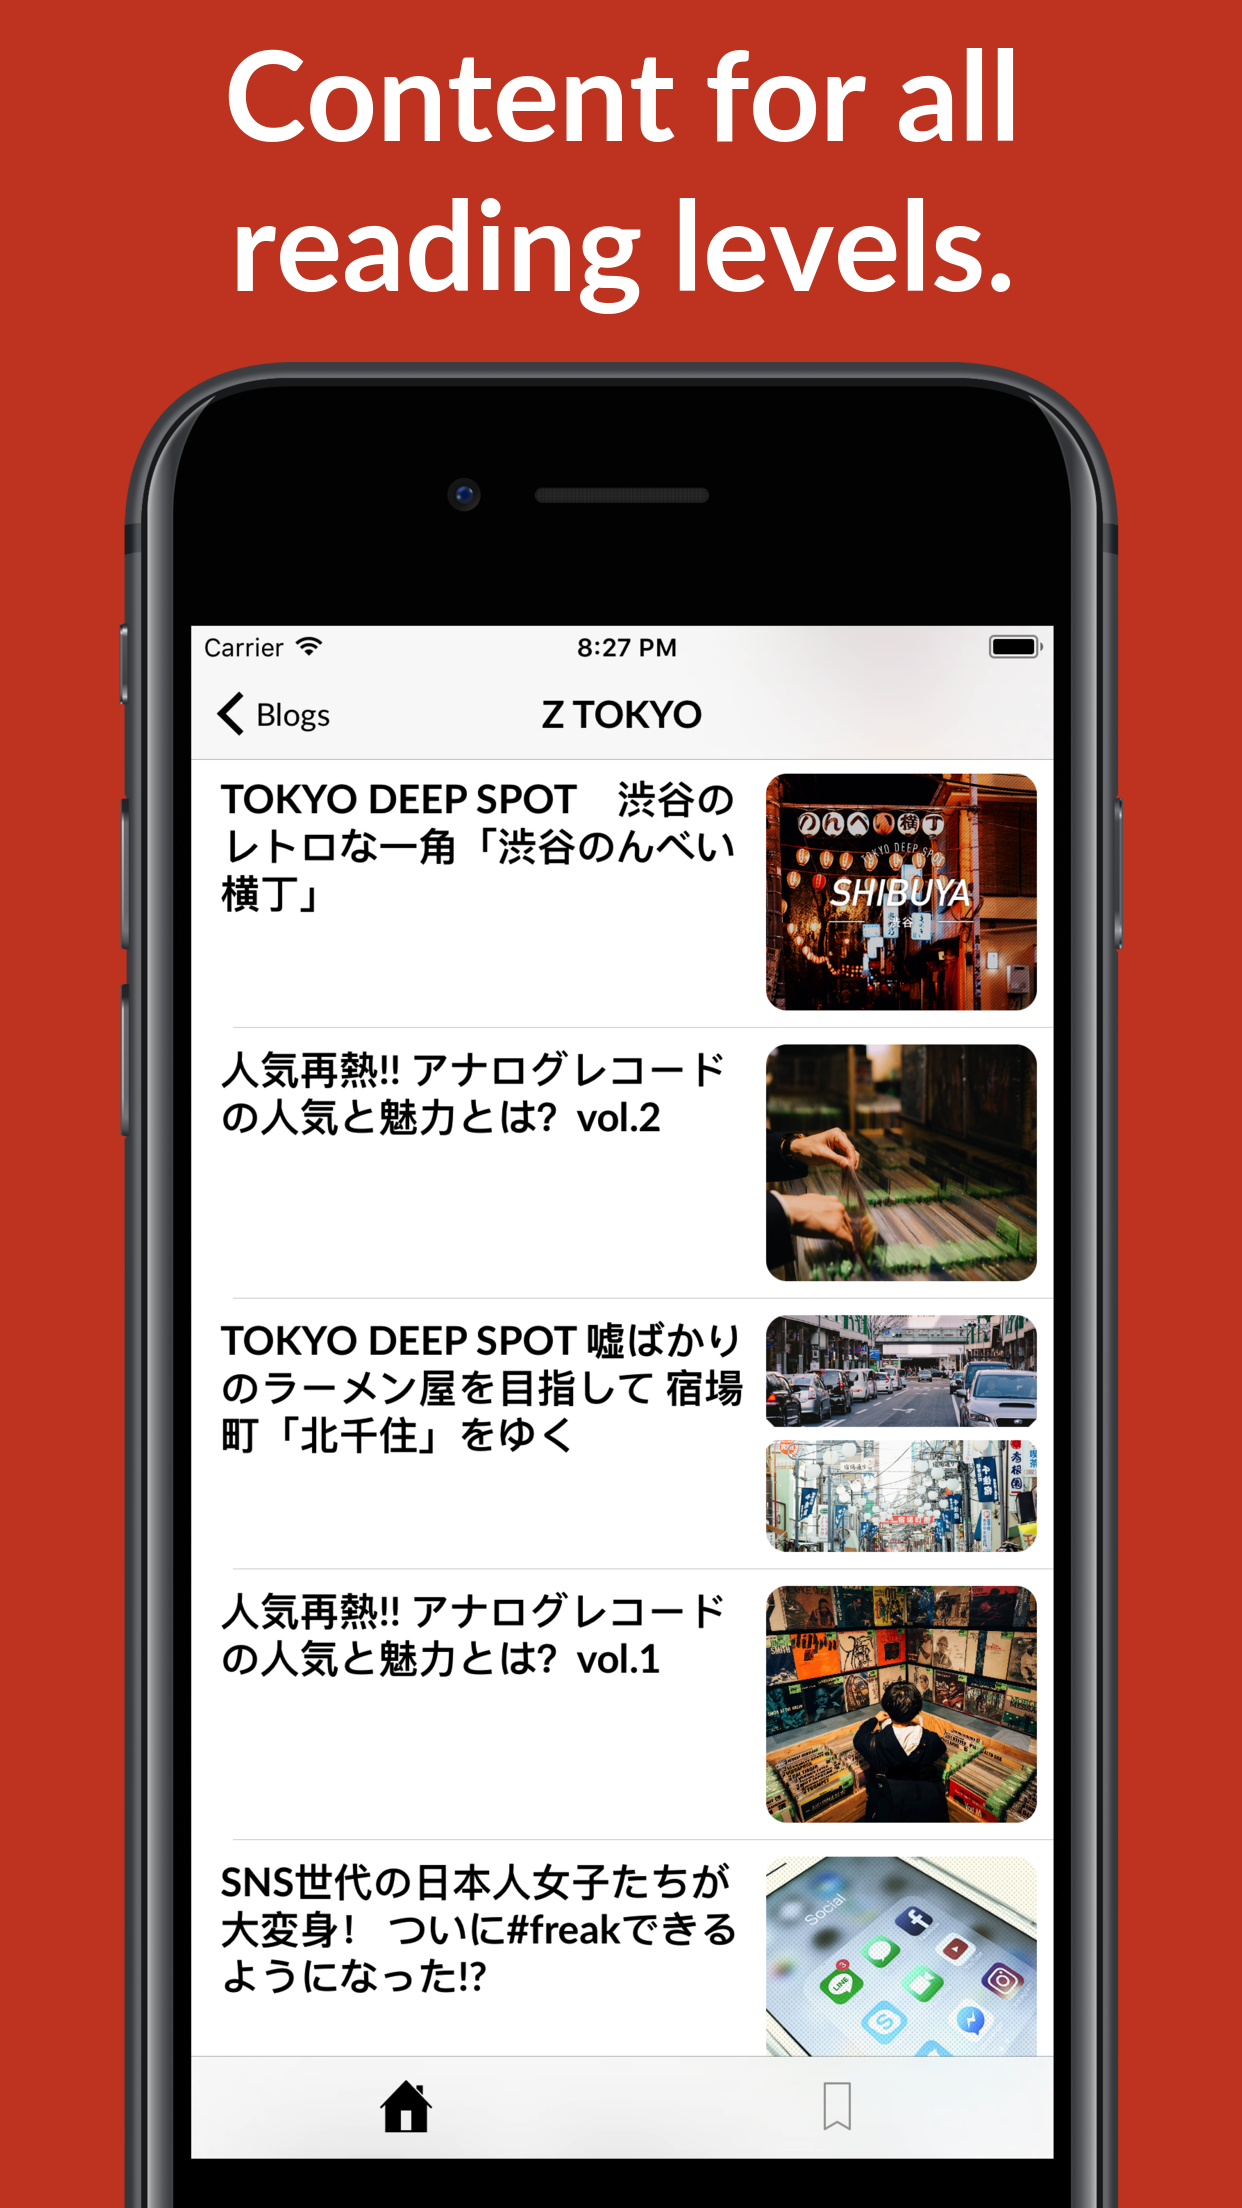 Content for all
reading levels.
Carrier 8:27 PM
Blogs Z TOKYO
TOKYO DEEP SPOT　渋谷の
レトロな一角「渋谷のんべい
横丁」
のんべい横丁
TOKYO DEEP SPOT
SHIBUYA
渋谷
人気再熱!! アナログレコード
の人気と魅力とは? vol.2
TOKYO DEEP SPOT 嘘ばかり
のラーメン屋を目指して 宿場
町「北千住」をゆく
人気再熱!! アナログレコード
の人気と魅力とは? vol.1
SNS世代の日本人女子たちが
大変身！ ついに#freakできる
ようになった!?
Social
3
LINE